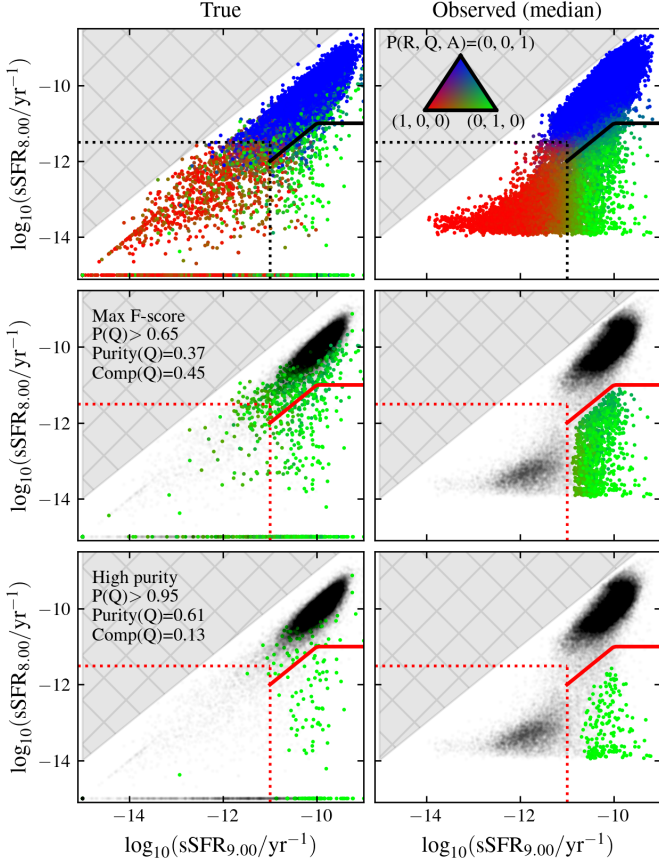 True
Observed (median)
P(R, Q, A)=(0, 0, 1)
(1, 0, 0)
(0, 1, 0)
−10
−12
−14
log10(sSFR8.00/yr−1)
Max F-score
P(Q)> 0.65
Purity(Q)=0.37
Comp(Q)=0.45
−10
−12
−14
log10(sSFR8.00/yr−1)
High purity
P(Q)> 0.95
Purity(Q)=0.61
Comp(Q)=0.13
−10
−12
−14
log10(sSFR8.00/yr−1)
−14
−12
−10
−14
−12
−10
log10(sSFR9.00/yr−1)
log10(sSFR9.00/yr−1)